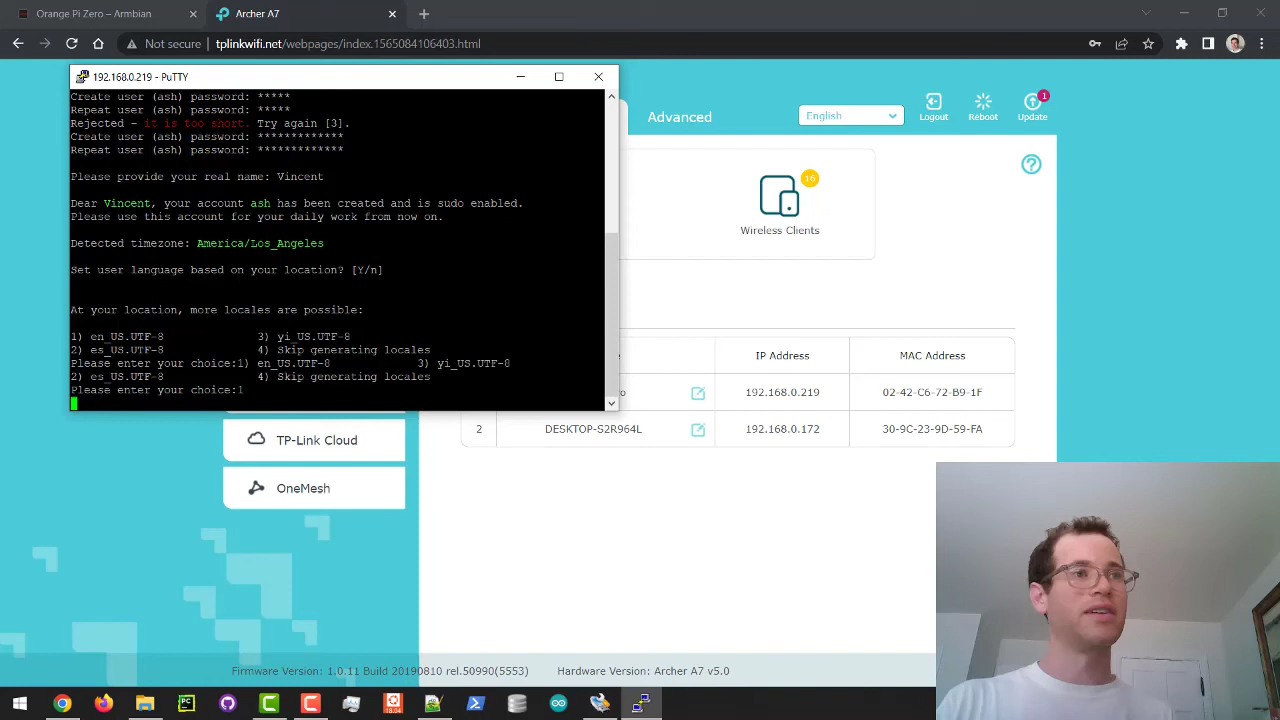 Orange Pi Zero – Armbian
Archer A7
Not secure
tplinkwifi.net/webpages/index.1565084106403.html
192.168.0.219 - PuTTY
Create user (ash) password: *****
Repeat user (ash) password: *****
Rejected - it is too short. Try again [3].
Create user (ash) password: *************
Repeat user (ash) password: *************
Please provide your real name: Vincent
Dear Vincent, your account ash has been created and is sudo enabled.
Please use this account for your daily work from now on.
Detected timezone: America/Los_Angeles
Set user language based on your location? [Y/n]
At your location, more locales are possible:
1) en_US.UTF-8 3) yi_US.UTF-8
2) es_US.UTF-8 4) Skip generating locales
Please enter your choice:1) en_US.UTF-8 3) yi_US.UTF-8
2) es_US.UTF-8 4) Skip generating locales
Please enter your choice:1
Advanced
English
Logout
Reboot
1
Update
16
Wireless Clients
IP Address
MAC Address
192.168.0.219
02-42-C6-72-B9-1F
2
DESKTOP-S2R964L
192.168.0.172
30-9C-23-9D-59-FA
TP-Link Cloud
OneMesh
Firmware Version: 1.0.11 Build 20190810 rel.50990(5553)
Hardware Version: Archer A7 v5.0
PC
18.04